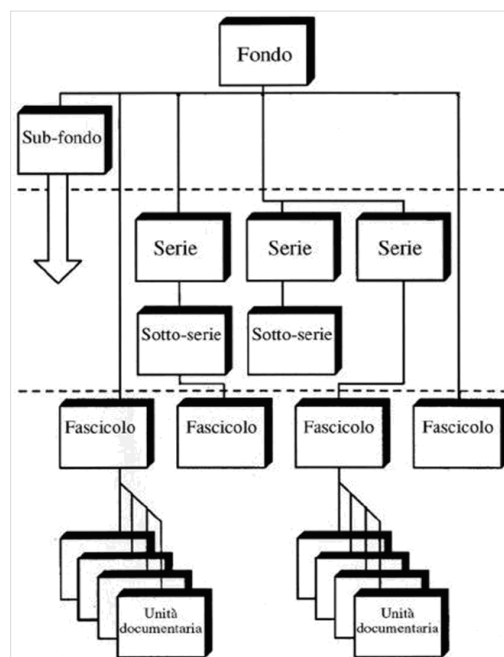 Fondo
Sub-fondo
Serie
Serie
Serie
Sotto-serie
Sotto-serie
Fascicolo
Fascicolo
Fascicolo
Fascicolo
Unità
documentaria
Unità
documentaria